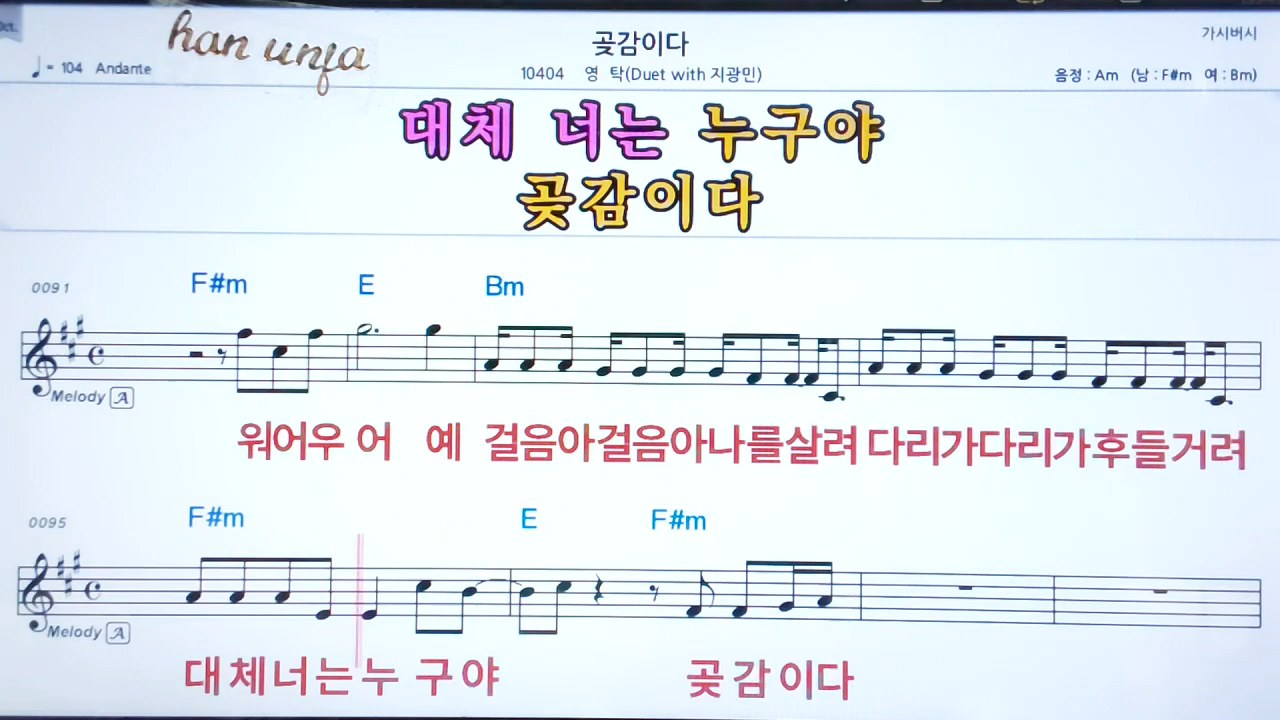 Oct.
han unja
곶감이다
가시버시
♩= 104 Andante
10404 영 탁(Duet with 지광민)
음정 : Am (남 : F#m 여 : Bm)
대체 너는 누구야
곶감이다
0091 F#m E Bm
Melody A
워어우 어 예 걸음아걸음아나를살려 다리가다리가후들거려
0095 F#m E F#m
Melody A
대체너는누 구야 곶감이다